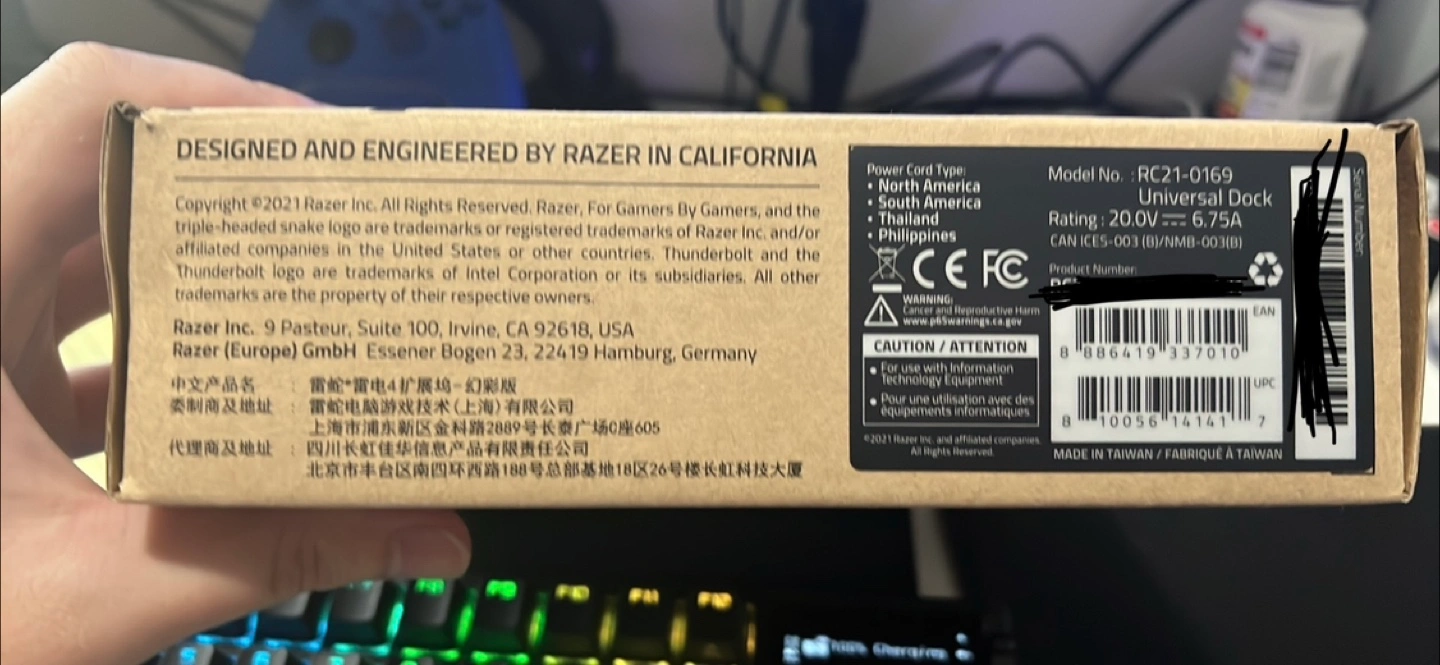 DESIGNED AND ENGINEERED BY RAZER IN CALIFORNIA
Copyright ©2021 Razer Inc. All Rights Reserved. Razer, For Gamers By Gamers, and the
triple-headed snake logo are trademarks or registered trademarks of Razer Inc. and/or
affiliated companies in the United States or other countries. Thunderbolt and the
Thunderbolt logo are trademarks of Intel Corporation or its subsidiaries. All other
trademarks are the property of their respective owners.
Razer Inc. 9 Pasteur, Suite 100, Irvine, CA 92618, USA
Razer (Europe) GmbH Essener Bogen 23, 22419 Hamburg, Germany
中文产品名 : 雷蛇*雷电4扩展坞-幻彩版
委制商及地址 : 雷蛇电脑游戏技术(上海)有限公司
上海市浦东新区金科路2889号长泰广场C座605
代理商及地址 : 四川长虹佳华信息产品有限责任公司
北京市丰台区南四环西路188号总部基地18区26号楼长虹科技大厦
Power Cord Type:
• North America
• South America
• Thailand
• Philippines
CE FC
WARNING:
Cancer and Reproductive Harm
www.p65warnings.ca.gov
CAUTION / ATTENTION
• For use with Information
Technology Equipment
• Pour une utilisation avec des
équipements informatiques
©2021 Razer Inc. and affiliated companies.
All Rights Reserved.
Model No. : RC21-0169
Universal Dock
Rating : 20.0V 6.75A
CAN ICES-003 (B)/NMB-003(B)
Product Number:
EAN
8 886419 337010
UPC
8 10056 14141 7
MADE IN TAIWAN / FABRIQUÉ À TAÏWAN
Serial Number:
F10
F11
F12